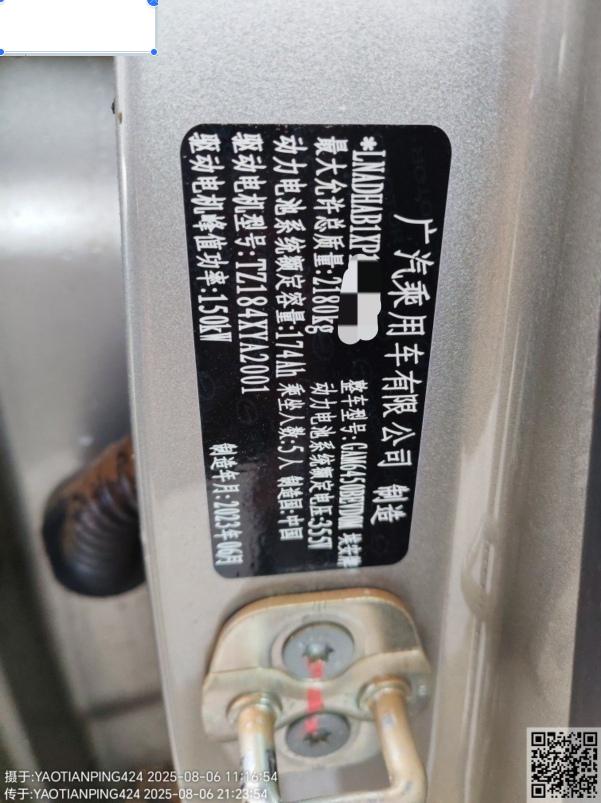 广汽乘用车有限公司 制造
*LNADHAB1XP
整车型号:GAM6450BEVD0W 埃安牌
最大允许总质量:2180kg
动力电池系统额定电压:355V
动力电池系统额定容量:174Ah 乘坐人数:5人 制造国:中国
驱动电机型号:TZ184XYA2001
驱动电机峰值功率:150kW
制造年月:2023年06月
摄于:YAOTIANPING424 2025-08-06 11:16:54
传于:YAOTIANPING424 2025-08-06 21:23:54